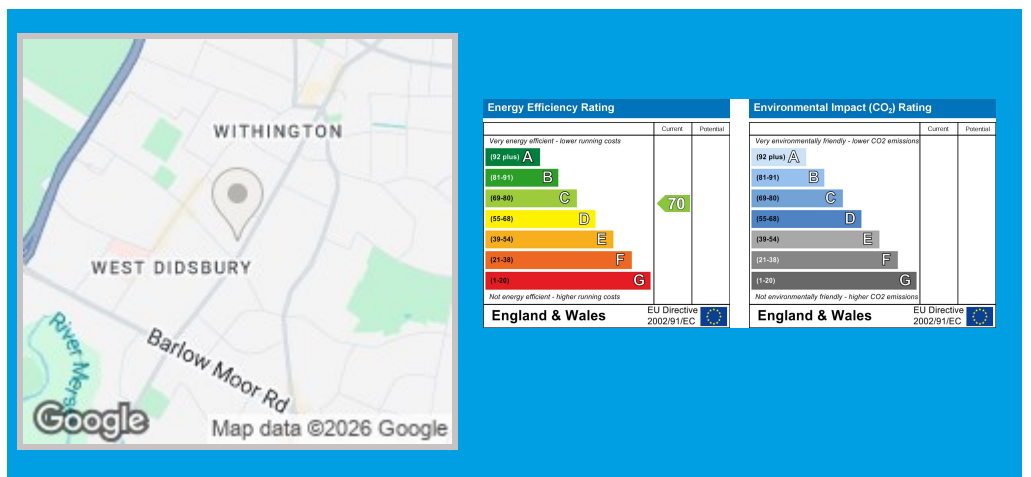 WITHINGTON
WEST DIDSBURY
Barlow Moor Rd
River Mers
Google
Map data ©2026 Google
Energy Efficiency Rating
Current Potential
Very energy efficient - lower running costs
(92 plus) A
(81-91) B
(69-80) C
70
(55-68) D
(39-54) E
(21-38) F
(1-20) G
Not energy efficient - higher running costs
England & Wales
EU Directive
2002/91/EC
Environmental Impact (CO2) Rating
Current Potential
Very environmentally friendly - lower CO2 emissions
(92 plus) A
(81-91) B
(69-80) C
(55-68) D
(39-54) E
(21-38) F
(1-20) G
Not environmentally friendly - higher CO2 emissions
England & Wales
EU Directive
2002/91/EC